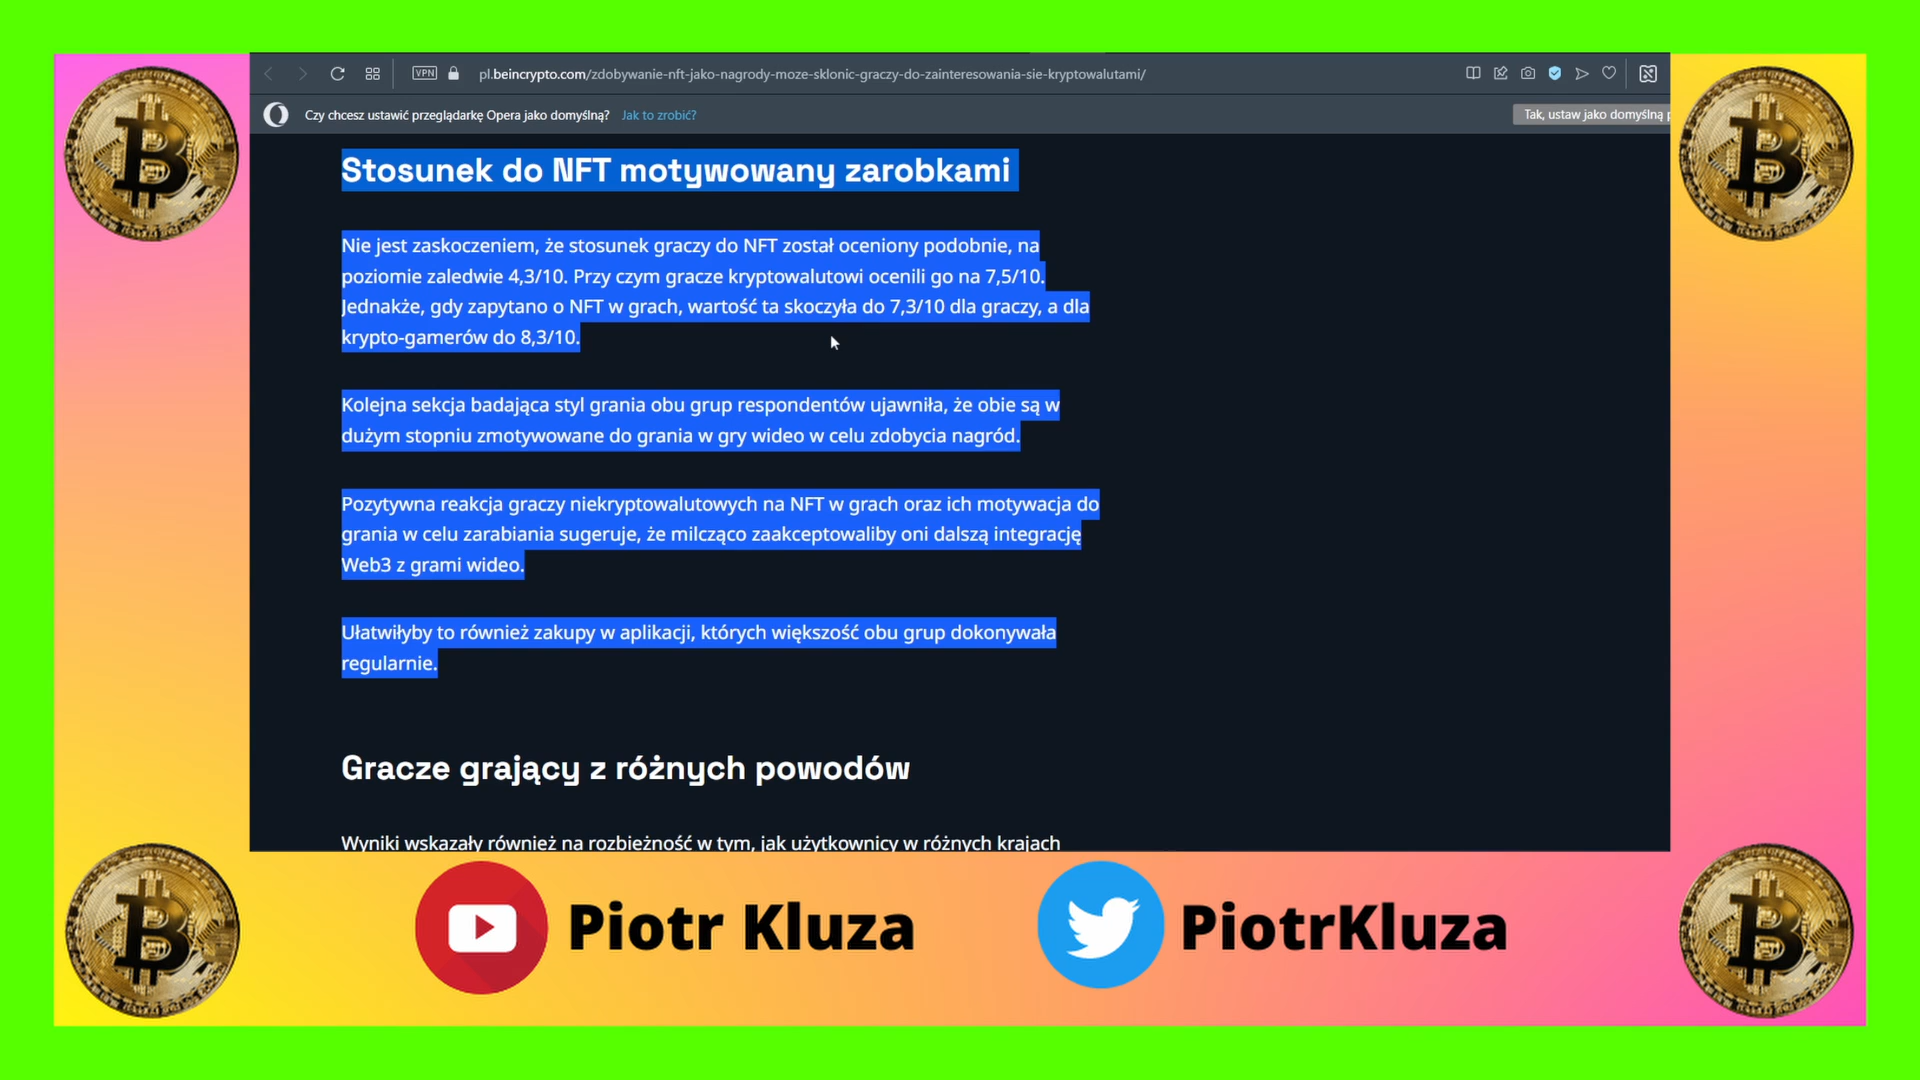 VPN
pl.beincrypto.com/zdobywanie-nft-jako-nagrody-moze-sklonic-graczy-do-zainteresowania-sie-kryptowalutami/
Czy chcesz ustawić przeglądarkę Opera jako domyślną? Jak to zrobić?
Tak, ustaw jako domyślną p
Stosunek do NFT motywowany zarobkami
Nie jest zaskoczeniem, że stosunek graczy do NFT został oceniony podobnie, na
poziomie zaledwie 4,3/10. Przy czym gracze kryptowalutowi ocenili go na 7,5/10.
Jednakże, gdy zapytano o NFT w grach, wartość ta skoczyła do 7,3/10 dla graczy, a dla
krypto-gamerów do 8,3/10.
Kolejna sekcja badająca styl grania obu grup respondentów ujawniła, że obie są w
dużym stopniu zmotywowane do grania w gry wideo w celu zdobycia nagród.
Pozytywna reakcja graczy niekryptowalutowych na NFT w grach oraz ich motywacja do
grania w celu zarabiania sugeruje, że milcząco zaakceptowaliby oni dalszą integrację
Web3 z grami wideo.
Ułatwiłyby to również zakupy w aplikacji, których większość obu grup dokonywała
regularnie.
Gracze grający z różnych powodów
Wyniki wskazały również na rozbieżność w tym, jak użytkownicy w różnych krajach
Piotr Kluza
PiotrKluza